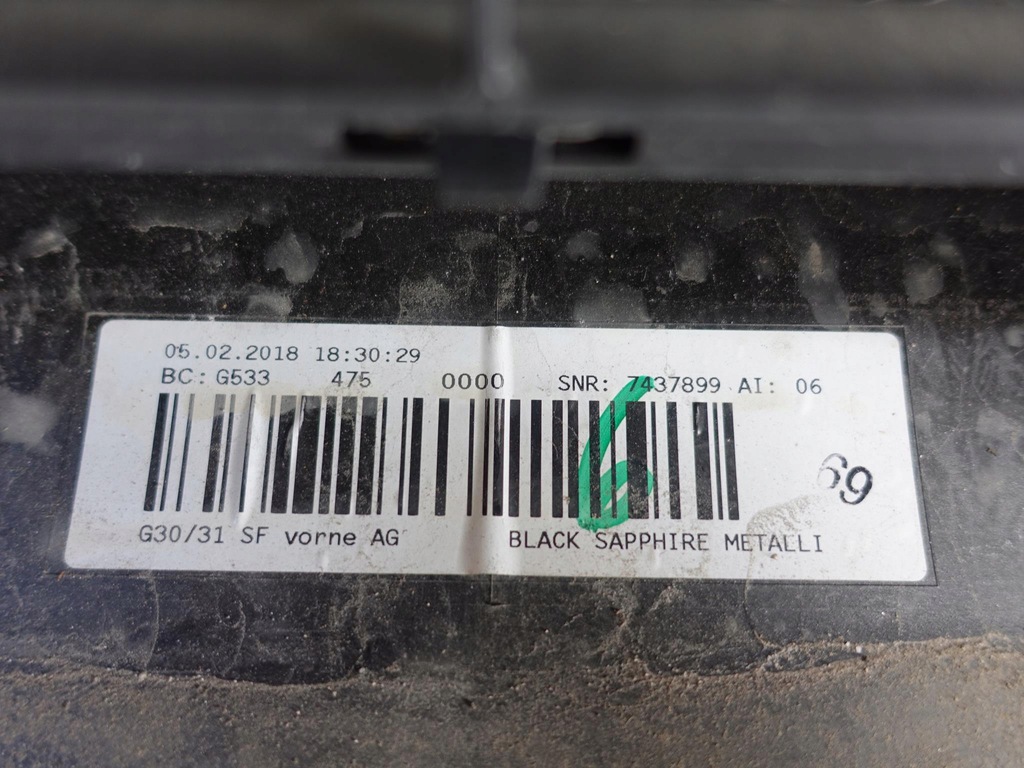 05.02.2018 18:30:29
BC: G533 475 0000 SNR: 7437899 AI: 06
6
69
G30/31 SF vorne AG BLACK SAPPHIRE METALLI